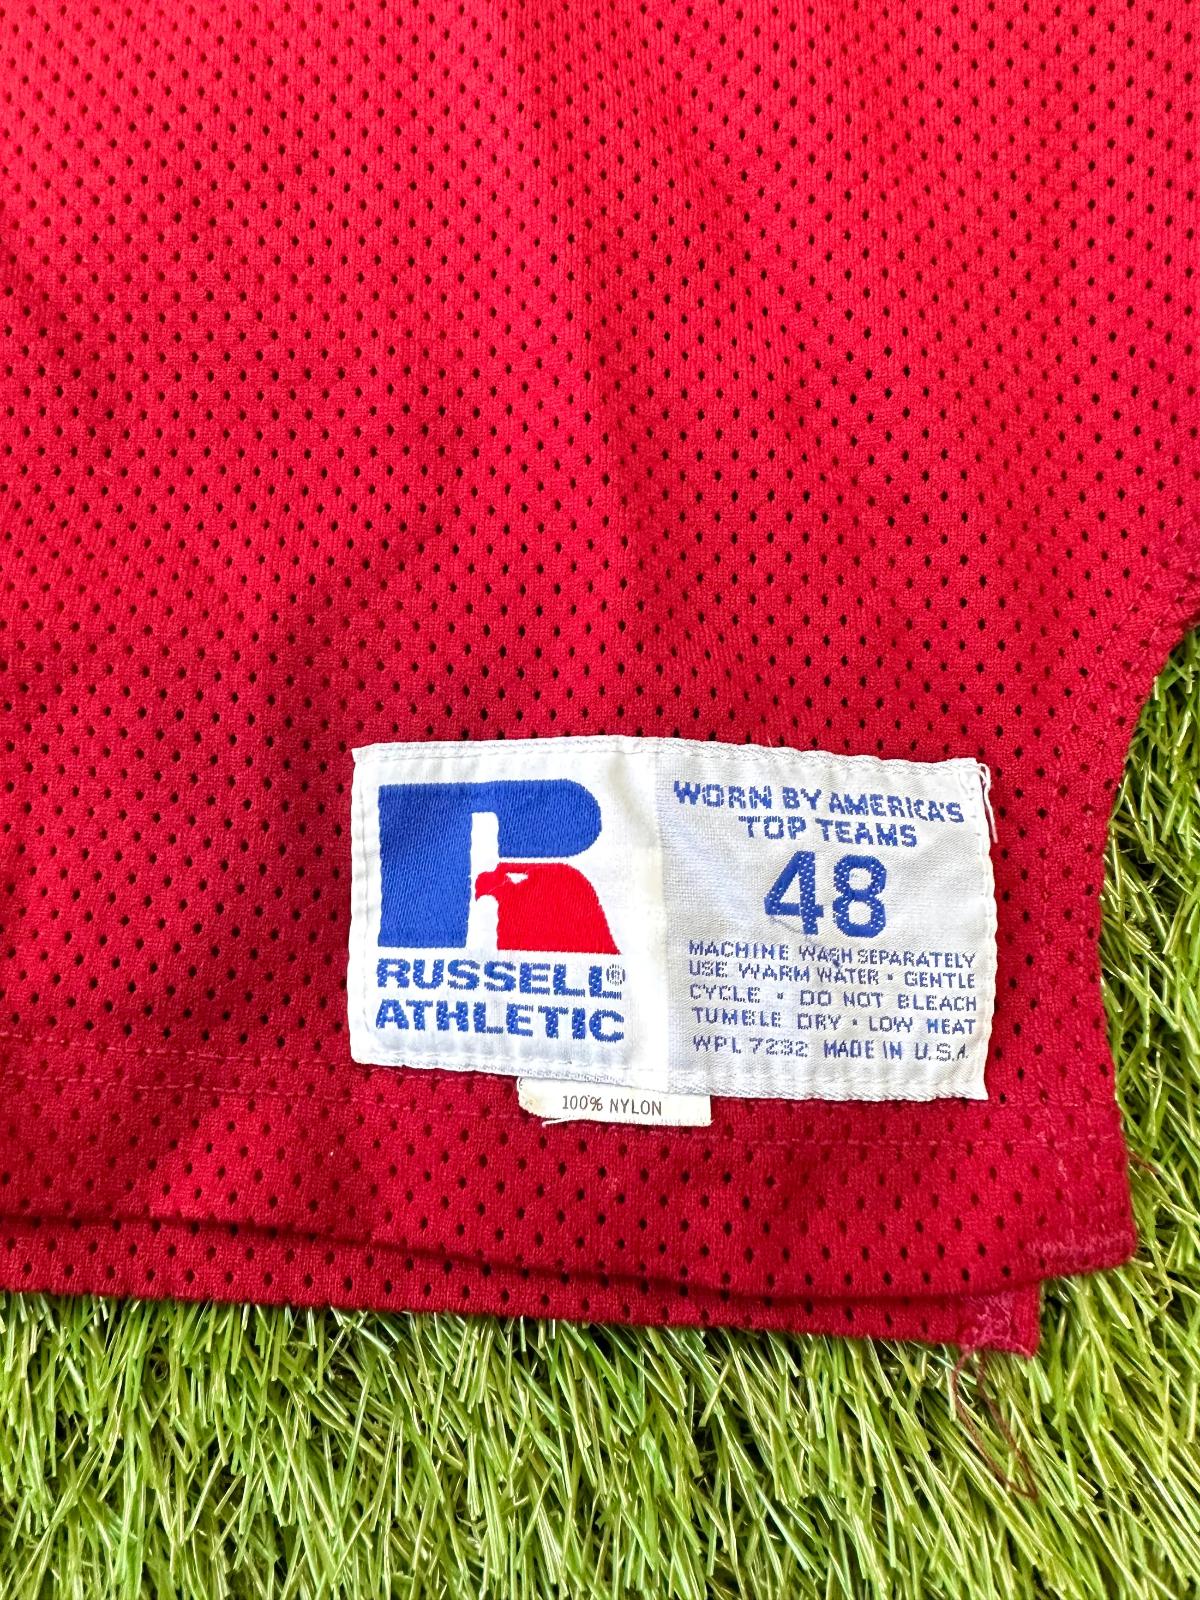 RUSSELL®
ATHLETIC
WORN BY AMERICA'S
TOP TEAMS
48
MACHINE WASH SEPARATELY
USE WARM WATER • GENTLE
CYCLE • DO NOT BLEACH
TUMBLE DRY • LOW HEAT
WPL 7232 MADE IN U.S.A.
100% NYLON